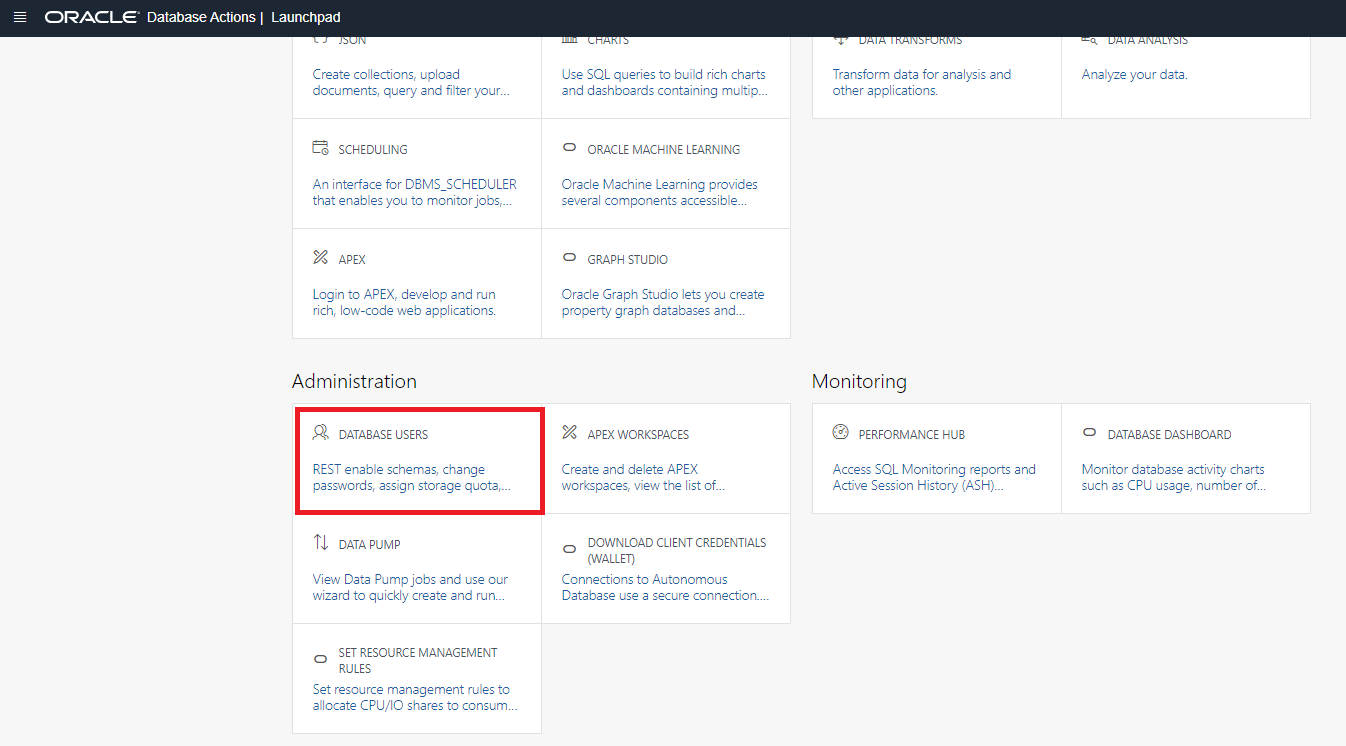 ORACLE Database Actions | Launchpad
JSON
Create collections, upload
documents, query and filter your...
CHARTS
Use SQL queries to build rich charts
and dashboards containing multip...
DATA TRANSFORMS
Transform data for analysis and
other applications.
DATA ANALYSIS
Analyze your data.
SCHEDULING
An interface for DBMS_SCHEDULER
that enables you to monitor jobs,...
ORACLE MACHINE LEARNING
Oracle Machine Learning provides
several components accessible...
APEX
Login to APEX, develop and run
rich, low-code web applications.
GRAPH STUDIO
Oracle Graph Studio lets you create
property graph databases and...
Administration
DATABASE USERS
REST enable schemas, change
passwords, assign storage quota,...
APEX WORKSPACES
Create and delete APEX
workspaces, view the list of...
DATA PUMP
View Data Pump jobs and use our
wizard to quickly create and run...
DOWNLOAD CLIENT CREDENTIALS
(WALLET)
Connections to Autonomous
Database use a secure connection....
SET RESOURCE MANAGEMENT
RULES
Set resource management rules to
allocate CPU/IO shares to consum...
Monitoring
PERFORMANCE HUB
Access SQL Monitoring reports and
Active Session History (ASH)...
DATABASE DASHBOARD
Monitor database activity charts
such as CPU usage, number of...